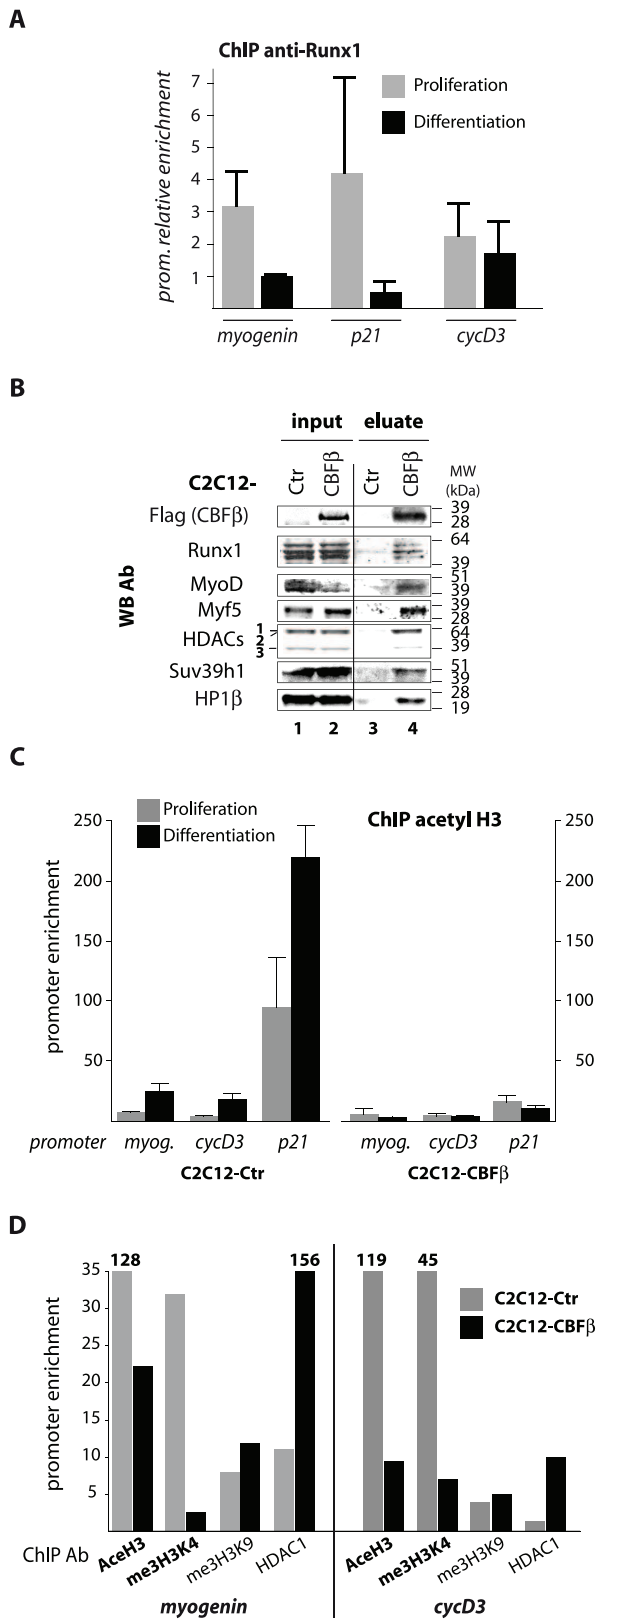 A
ChIP anti-Runx1
prom. relative enrichment
7
6
5
4
3
2
1
Proliferation
Differentiation
myogenin p21 cycD3
B
input eluate
C2C12- Ctr CBFβ Ctr CBFβ MW (kDa)
WB Ab
Flag (CBFβ) 39 28
Runx1 64 39
MyoD 51 39
Myf5 39 28
HDACs 1 2 3 64 39
Suv39h1 51 39
HP1β 28 19
1 2 3 4
C
Proliferation
Differentiation
ChIP acetyl H3
promoter enrichment
250 250
200 200
150 150
100 100
50 50
promoter myog. cycD3 p21 myog. cycD3 p21
C2C12-Ctr C2C12-CBFβ
D
128 156 119 45
promoter enrichment
35
30
25
20
15
10
5
C2C12-Ctr
C2C12-CBFβ
ChIP Ab AceH3 me3H3K4 me3H3K9 HDAC1 AceH3 me3H3K4 me3H3K9 HDAC1
myogenin cycD3